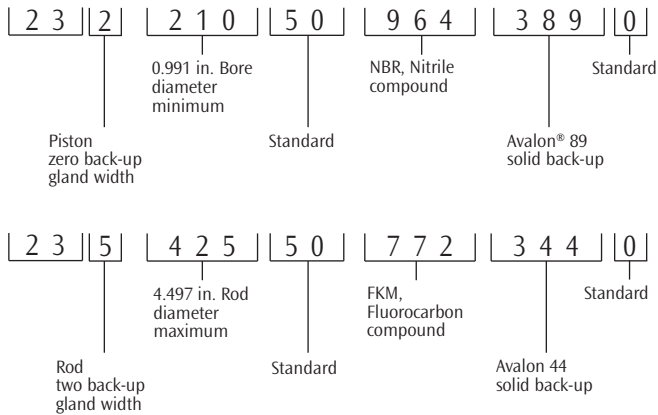 2 3 2 2 1 0 5 0 9 6 4 3 8 9 0
0.991 in. Bore
diameter
minimum
NBR, Nitrile
compound
Standard
Piston
zero back-up
gland width
Standard
Avalon® 89
solid back-up
2 3 5 4 2 5 5 0 7 7 2 3 4 4 0
4.497 in. Rod
diameter
maximum
FKM,
Fluorocarbon
compound
Standard
Rod
two back-up
gland width
Standard
Avalon 44
solid back-up